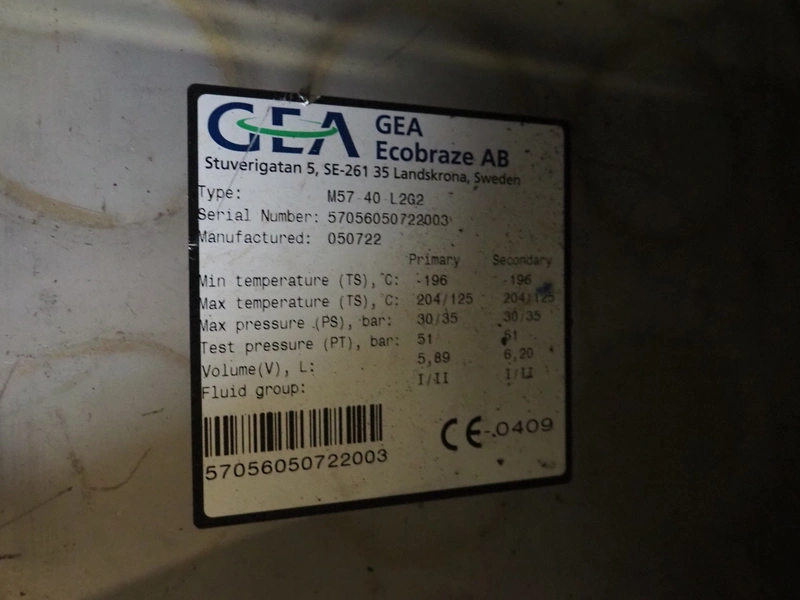 GEA GEA
Ecobraze AB
Stuverigatan 5, SE-261 35 Landskrona, Sweden
Type: M57-40 L2G2
Serial Number: 57056050722003
Manufactured: 050722
Primary Secondary
Min temperature (TS), °C: -196 -196
Max temperature (TS), °C: 204/125 204/125
Max pressure (PS), bar: 30/35 30/35
Test pressure (PT), bar: 51 51
Volume(V), L: 5,89 6,20
Fluid group: I/II I/II
57056050722003
CE-0409